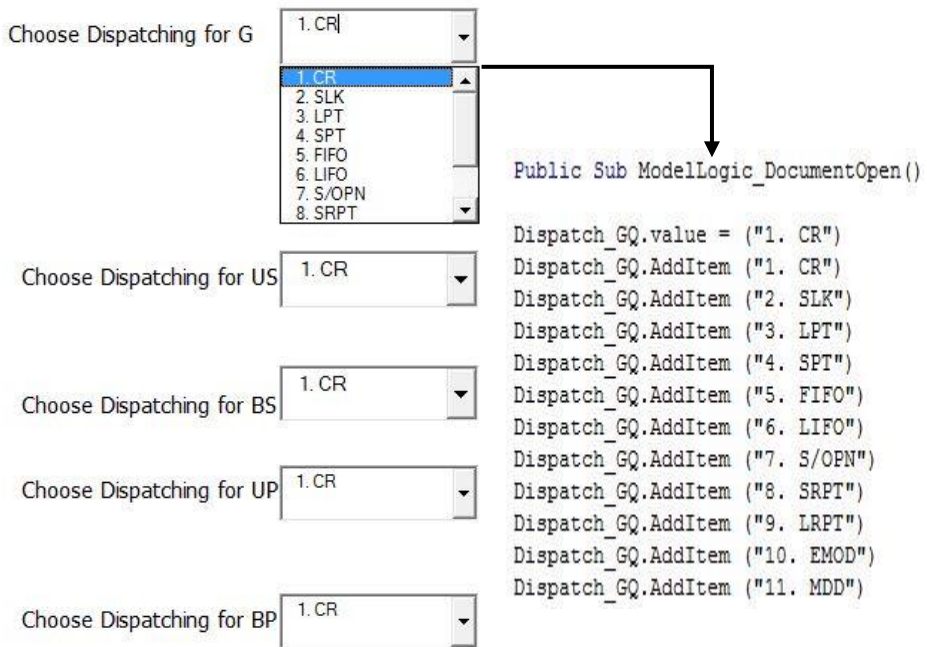 Choose Dispatching for G
1. CR
1. CR
2. SLK
3. LPT
4. SPT
5. FIFO
6. LIFO
7. S/OPN
8. SRPT
Choose Dispatching for US
1. CR
Choose Dispatching for BS
1. CR
Choose Dispatching for UP
1. CR
Choose Dispatching for BP
1. CR
Public Sub ModelLogic_DocumentOpen()
Dispatch_GQ.value = ("1. CR")
Dispatch_GQ.AddItem ("1. CR")
Dispatch_GQ.AddItem ("2. SLK")
Dispatch_GQ.AddItem ("3. LPT")
Dispatch_GQ.AddItem ("4. SPT")
Dispatch_GQ.AddItem ("5. FIFO")
Dispatch_GQ.AddItem ("6. LIFO")
Dispatch_GQ.AddItem ("7. S/OPN")
Dispatch_GQ.AddItem ("8. SRPT")
Dispatch_GQ.AddItem ("9. LRPT")
Dispatch_GQ.AddItem ("10. EMOD")
Dispatch_GQ.AddItem ("11. MDD")